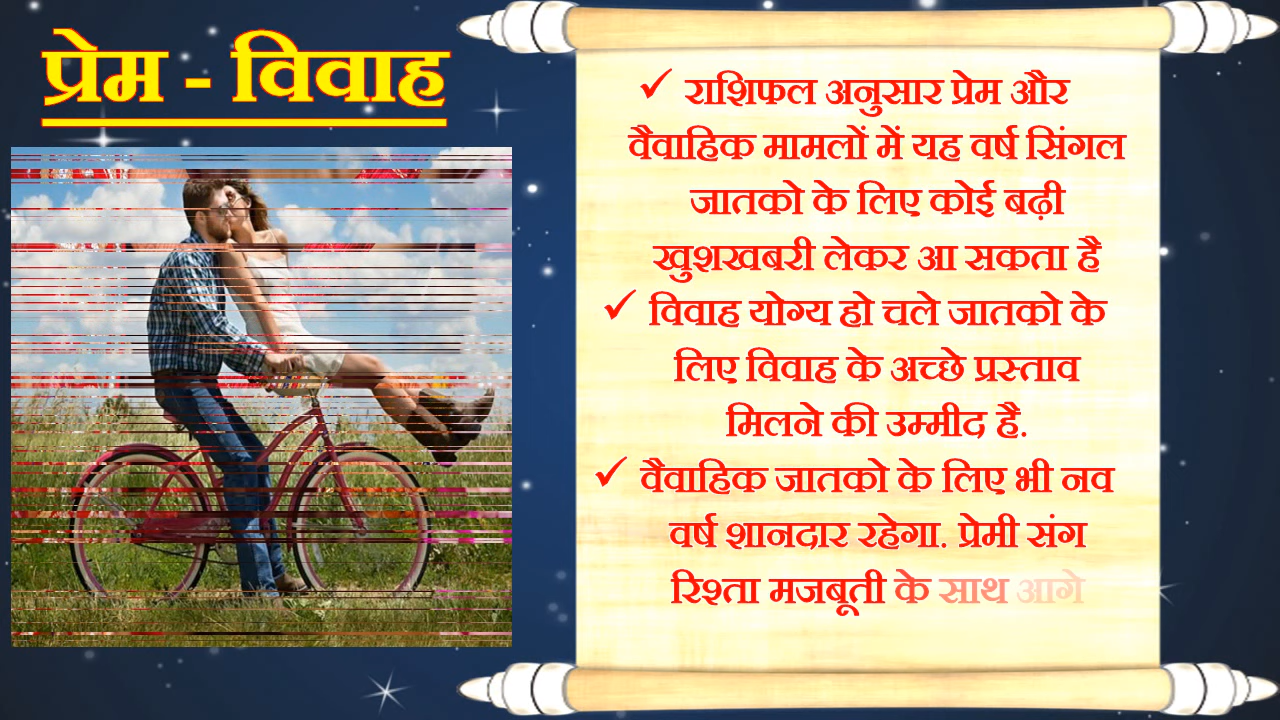 प्रेम - विवाह
✓ राशिफल अनुसार प्रेम और
वैवाहिक मामलों में यह वर्ष सिंगल
जातको के लिए कोई बढ़ी
खुशखबरी लेकर आ सकता है
✓ विवाह योग्य हो चले जातको के
लिए विवाह के अच्छे प्रस्ताव
मिलने की उम्मीद है.
✓ वैवाहिक जातको के लिए भी नव
वर्ष शानदार रहेगा. प्रेमी संग
रिश्ता मजबूती के साथ आगे